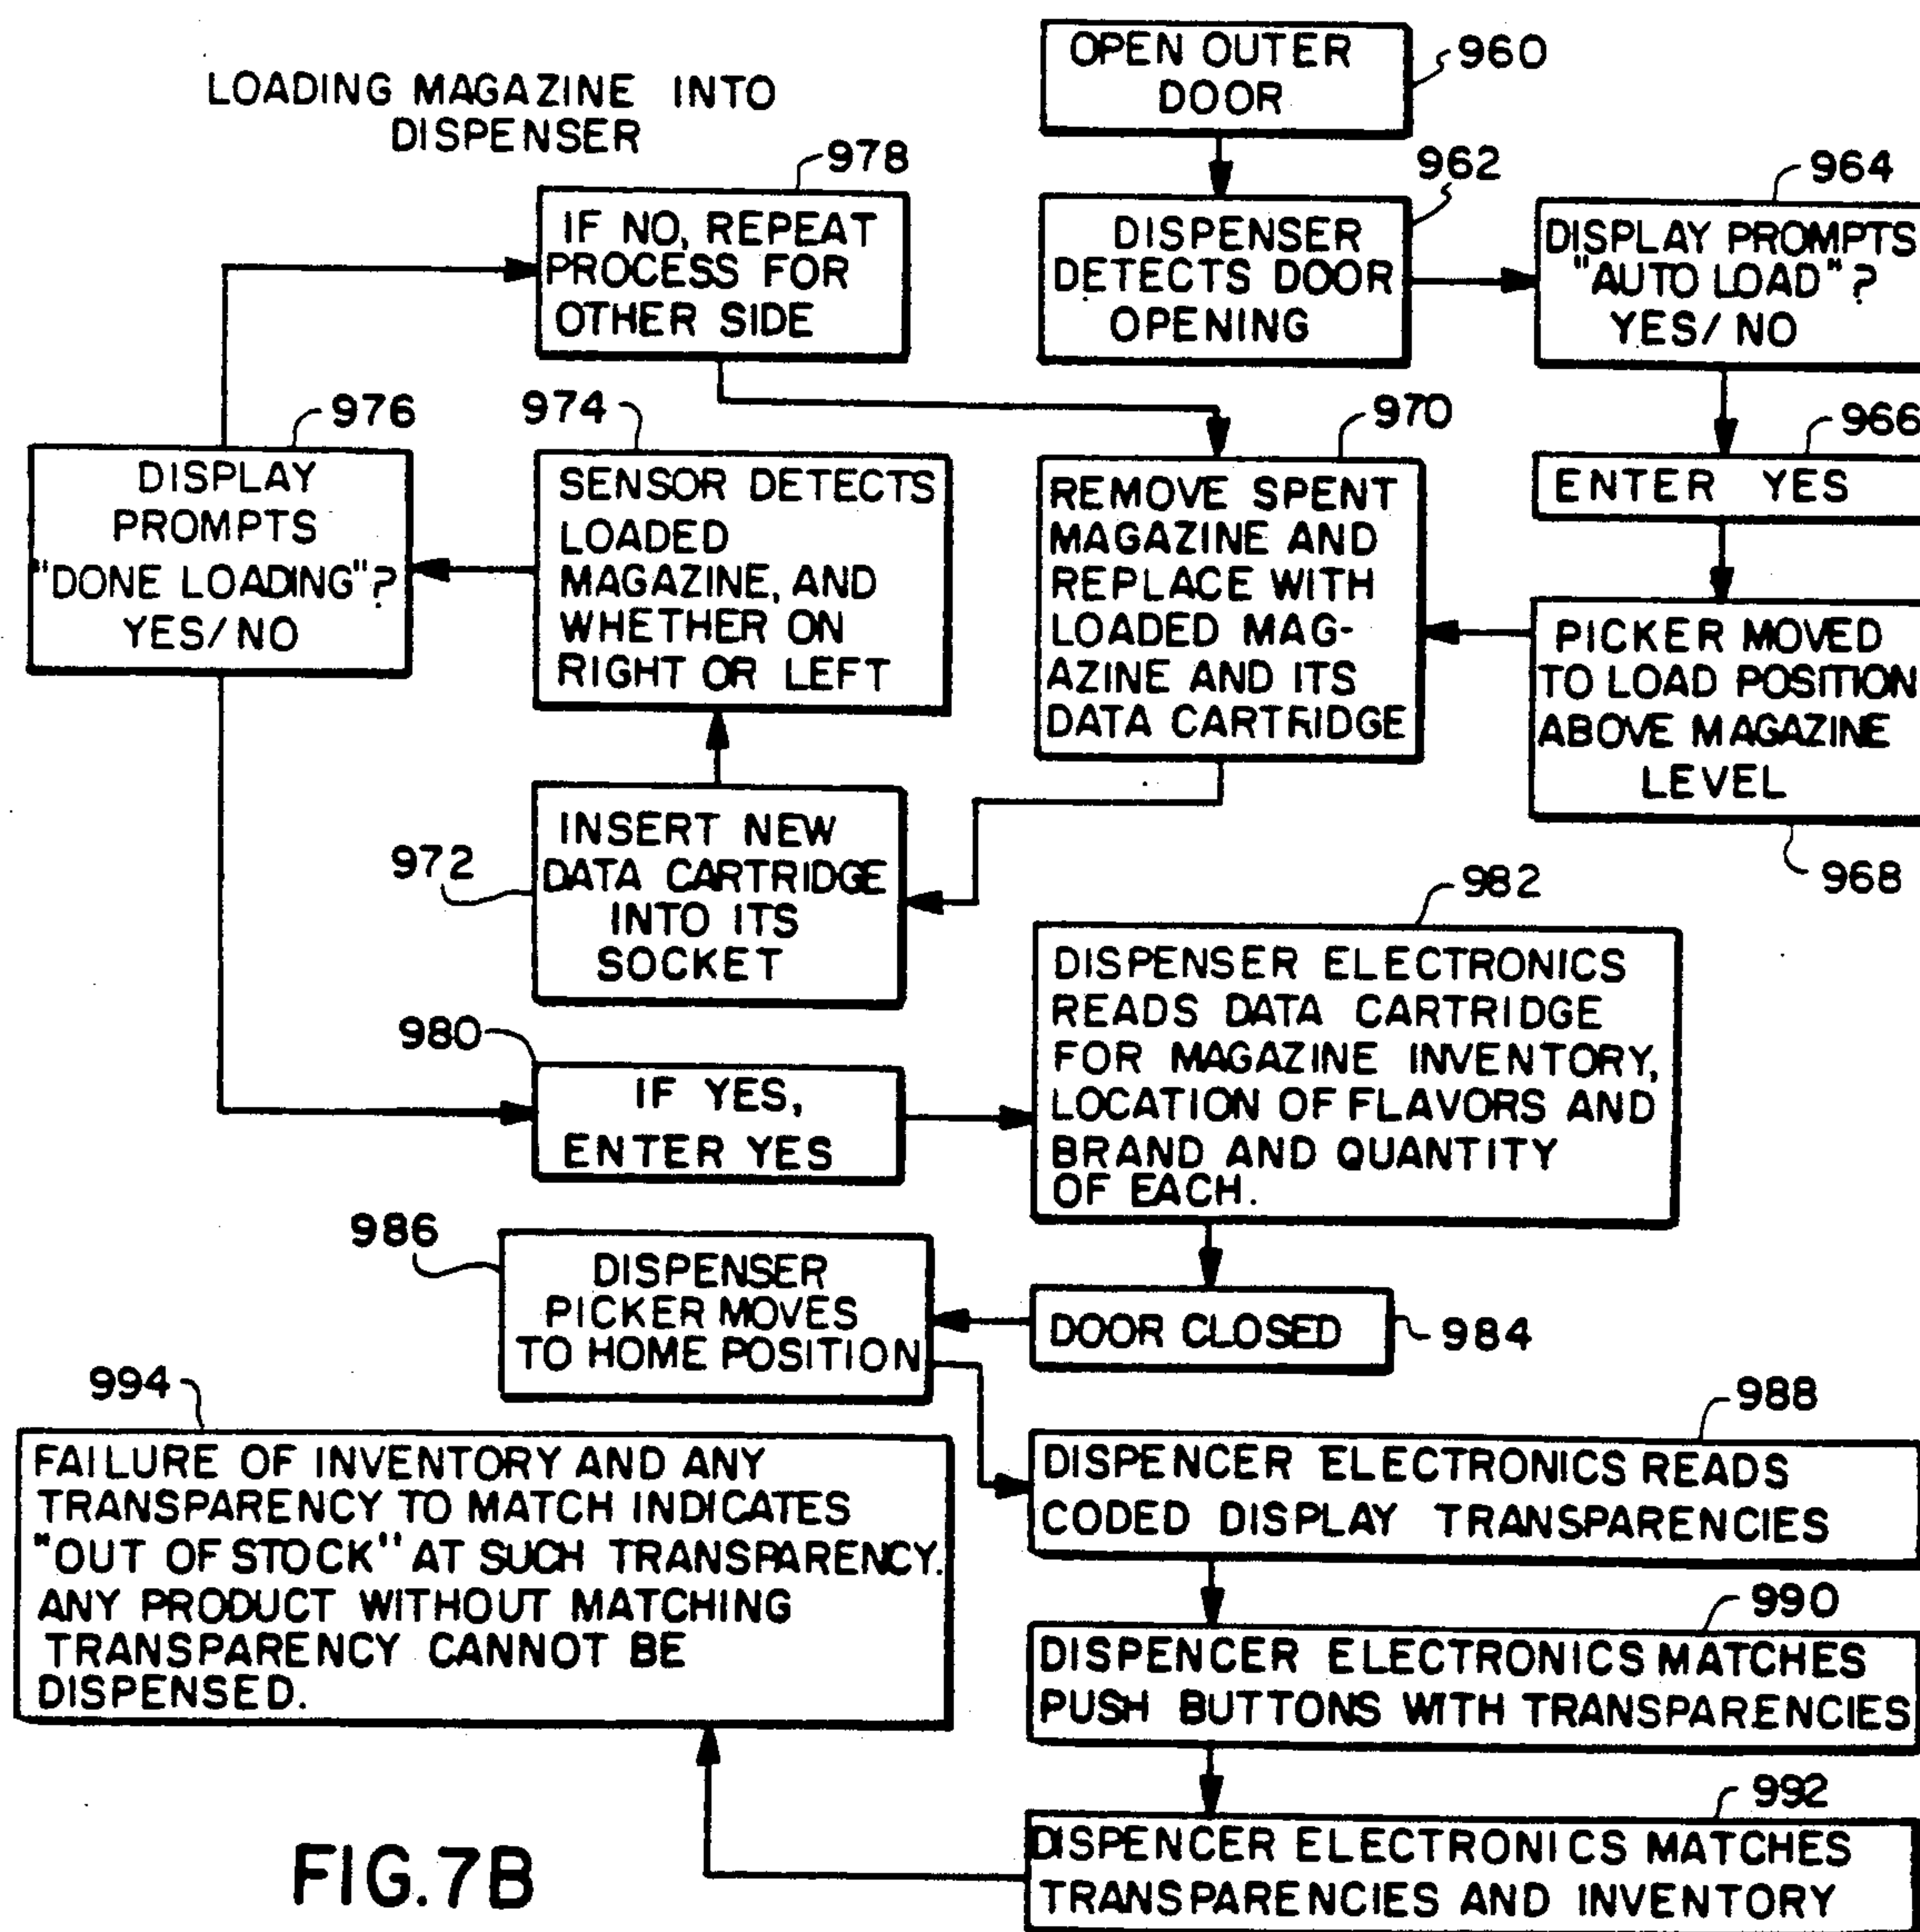 LOADING MAGAZINE INTO
DISPENSER
OPEN OUTER
DOOR
960
DISPENSER
DETECTS DOOR
OPENING
962
DISPLAY PROMPTS
"AUTO LOAD"?
YES/NO
964
ENTER YES
966
PICKER MOVED
TO LOAD POSITION
ABOVE MAGAZINE
LEVEL
968
REMOVE SPENT
MAGAZINE AND
REPLACE WITH
LOADED MAG-
AZINE AND ITS
DATA CARTRIDGE
970
INSERT NEW
DATA CARTRIDGE
INTO ITS
SOCKET
972
SENSOR DETECTS
LOADED
MAGAZINE, AND
WHETHER ON
RIGHT OR LEFT
974
DISPLAY
PROMPTS
"DONE LOADING"?
YES/NO
976
IF NO, REPEAT
PROCESS FOR
OTHER SIDE
978
IF YES,
ENTER YES
980
DISPENSER ELECTRONICS
READS DATA CARTRIDGE
FOR MAGAZINE INVENTORY,
LOCATION OF FLAVORS AND
BRAND AND QUANTITY
OF EACH.
982
DOOR CLOSED
984
DISPENSER
PICKER MOVES
TO HOME POSITION
986
DISPENCER ELECTRONICS READS
CODED DISPLAY TRANSPARENCIES
988
DISPENCER ELECTRONICS MATCHES
PUSH BUTTONS WITH TRANSPARENCIES
990
DISPENCER ELECTRONICS MATCHES
TRANSPARENCIES AND INVENTORY
992
FAILURE OF INVENTORY AND ANY
TRANSPARENCY TO MATCH INDICATES
"OUT OF STOCK" AT SUCH TRANSPARENCY.
ANY PRODUCT WITHOUT MATCHING
TRANSPARENCY CANNOT BE
DISPENSED.
994
FIG.7B